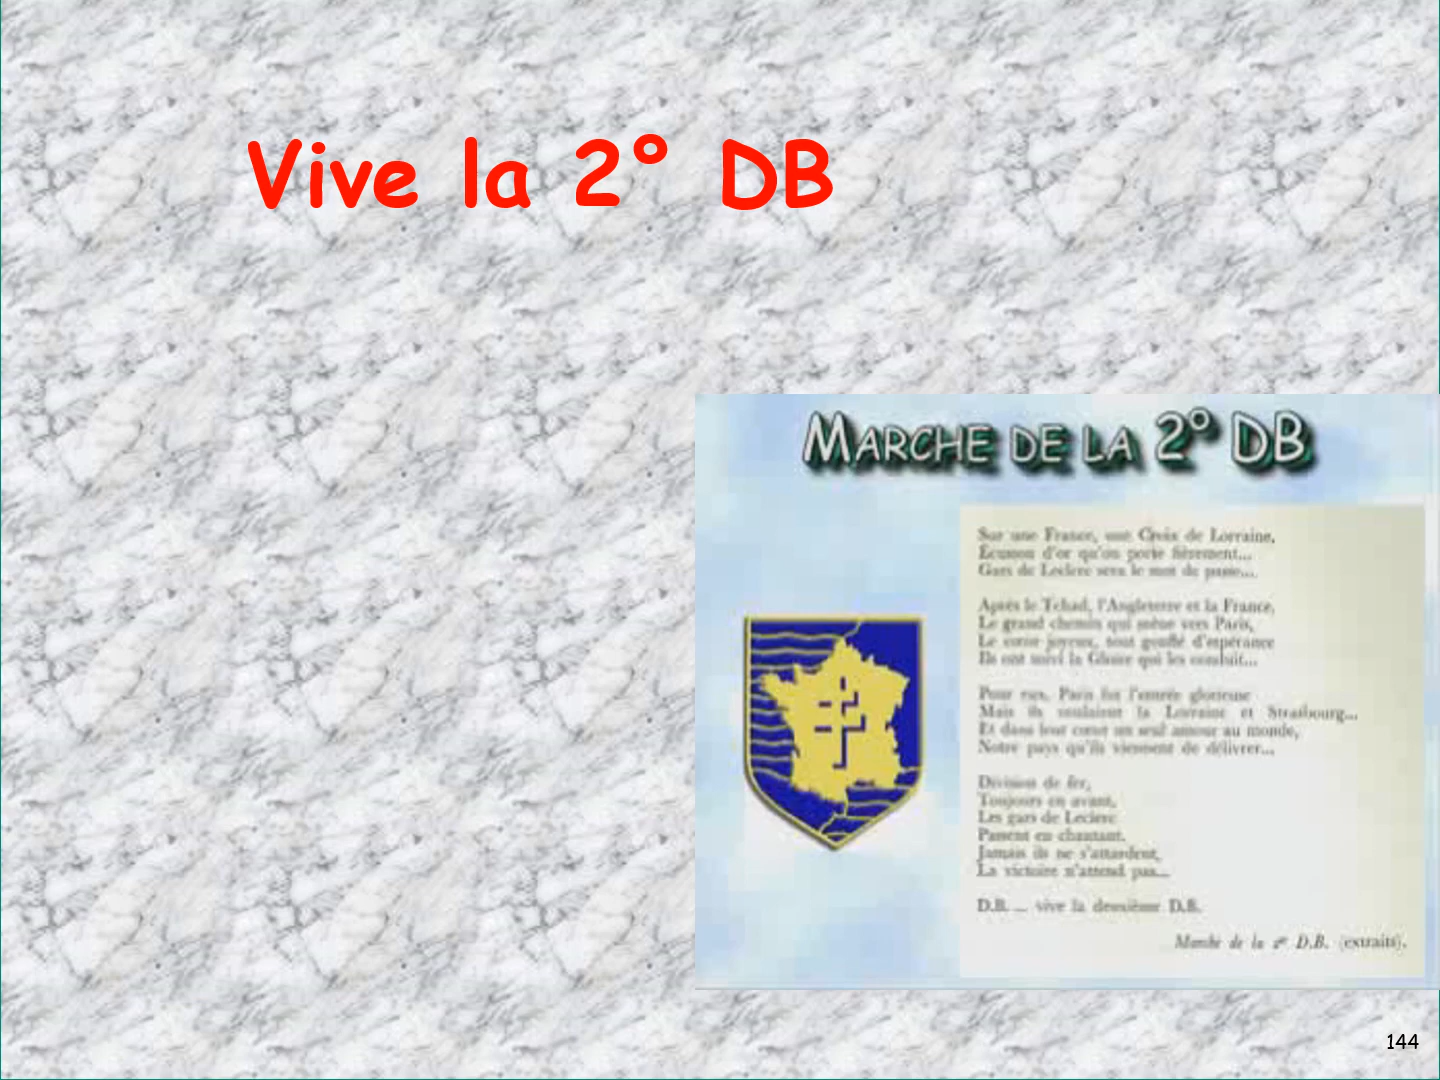 Vive la 2° DB
MARCHE DE LA 2° DB
Sur une France, une Croix de Lorraine,
Ecusson d'or qu'on porte fièrement...
Gars de Leclerc sera le mot de passe...
Après le Tchad, l'Angleterre et la France,
Le grand chemin qui mène vers Paris,
Le cœur joyeux, tout gonflé d'espérance
Ils ont suivi la Gloire qui les conduit...
Pour eux, Paris fut l'entrée glorieuse
Mais ils voulaient la Lorraine et Strasbourg...
Et dans leur cœur un seul amour au monde,
Notre pays qu'ils viennent de délivrer...
Division de fer,
Toujours en avant,
Les gars de Leclerc
Passent en chantant.
Jamais ils ne s'attardent,
La victoire n'attend pas...
D.B. ... vive la deuxième D.B.
Marche de la 2e D.B. (extraits).
144